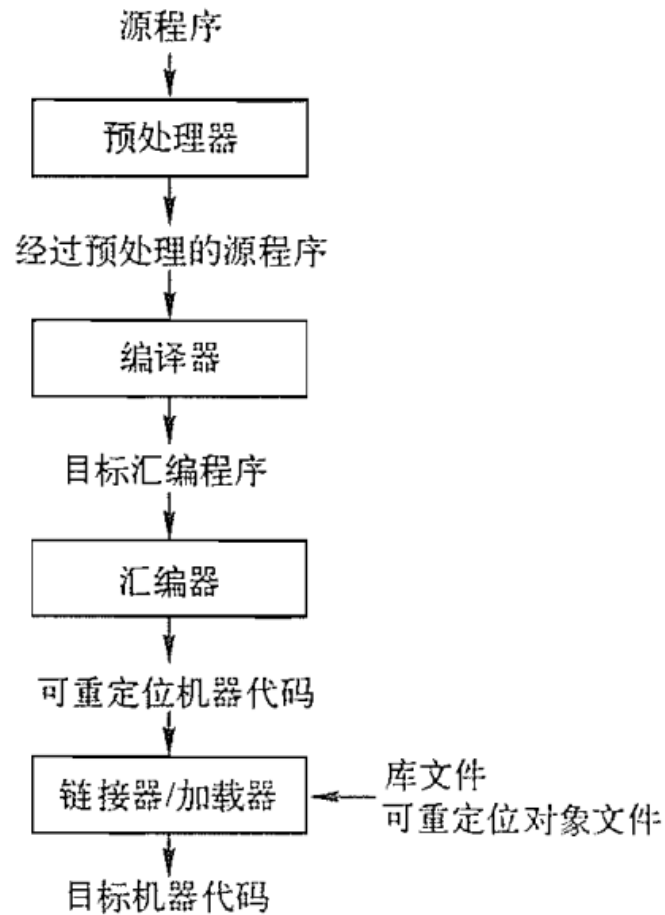 源程序
预处理器
经过预处理的源程序
编译器
目标汇编程序
汇编器
可重定位机器代码
链接器/加载器
库文件
可重定位对象文件
目标机器代码